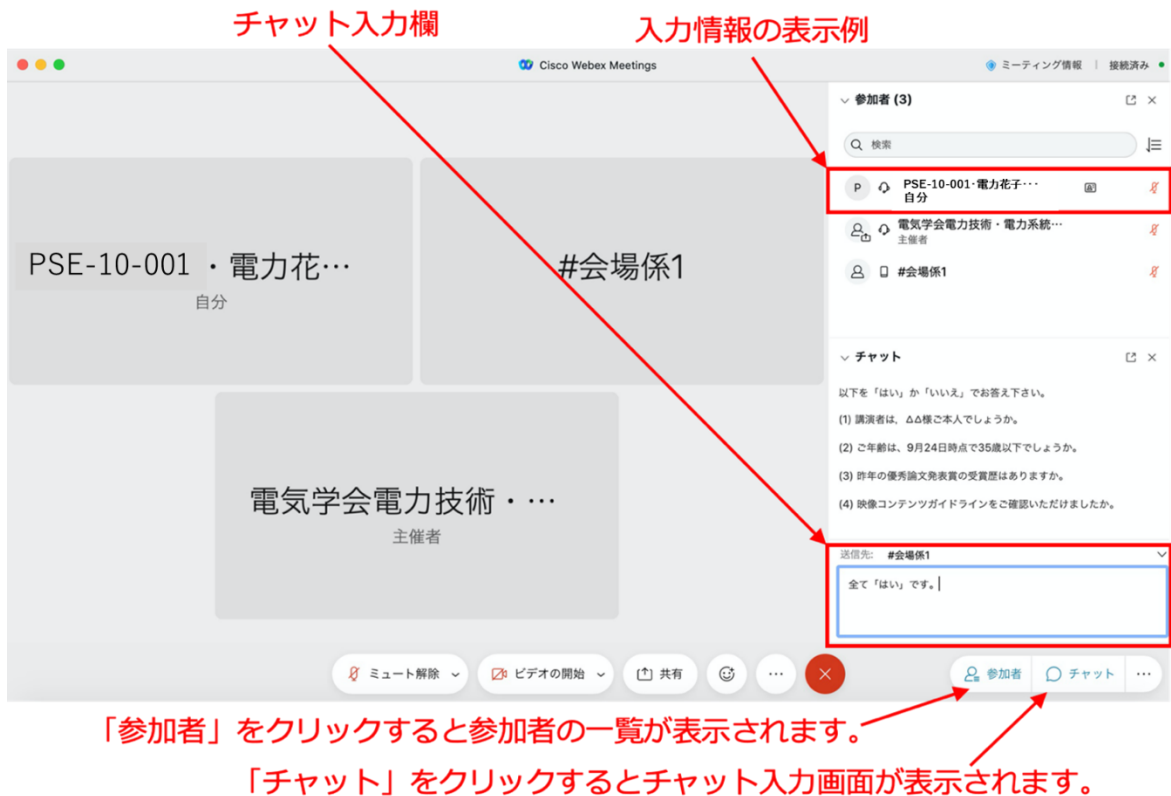 チャット入力欄
入力情報の表示例
Cisco Webex Meetings
ミーティング情報 | 接続済み
参加者 (3)
検索
P PSE-10-001・電力花子・・・
自分
電気学会電力技術・電力系統…
主催者
#会場係1
PSE-10-001 ・電力花…
自分
#会場係1
電気学会電力技術・…
主催者
チャット
以下を「はい」か「いいえ」でお答え下さい。
(1) 講演者は、△△様ご本人でしょうか。
(2) ご年齢は、9月24日時点で35歳以下でしょうか。
(3) 昨年の優秀論文発表賞の受賞歴はありますか。
(4) 映像コンテンツガイドラインをご確認いただけましたか。
送信先: #会場係1
全て「はい」です。
ミュート解除
ビデオの開始
共有
参加者
チャット
「参加者」をクリックすると参加者の一覧が表示されます。
「チャット」をクリックするとチャット入力画面が表示されます。